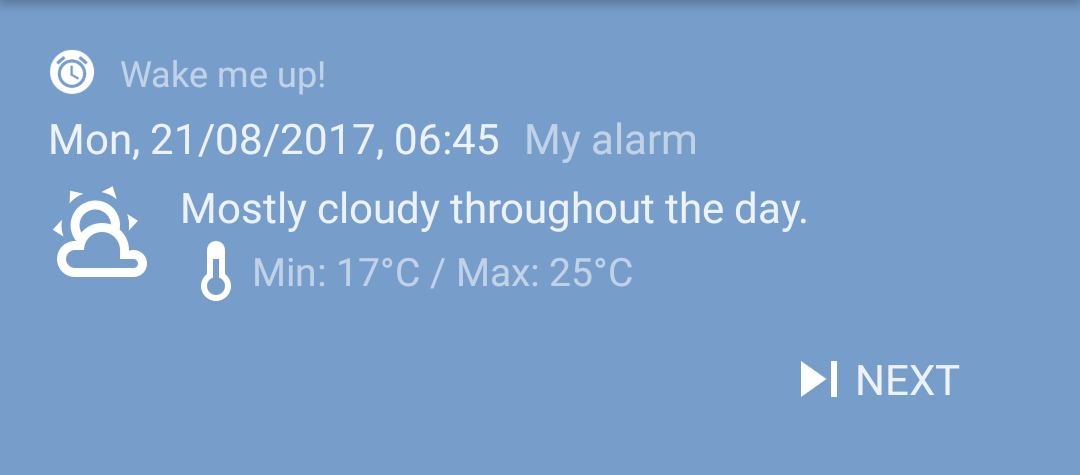 Wake me up!
Mon, 21/08/2017, 06:45 My alarm
Mostly cloudy throughout the day.
Min: 17°C / Max: 25°C
NEXT